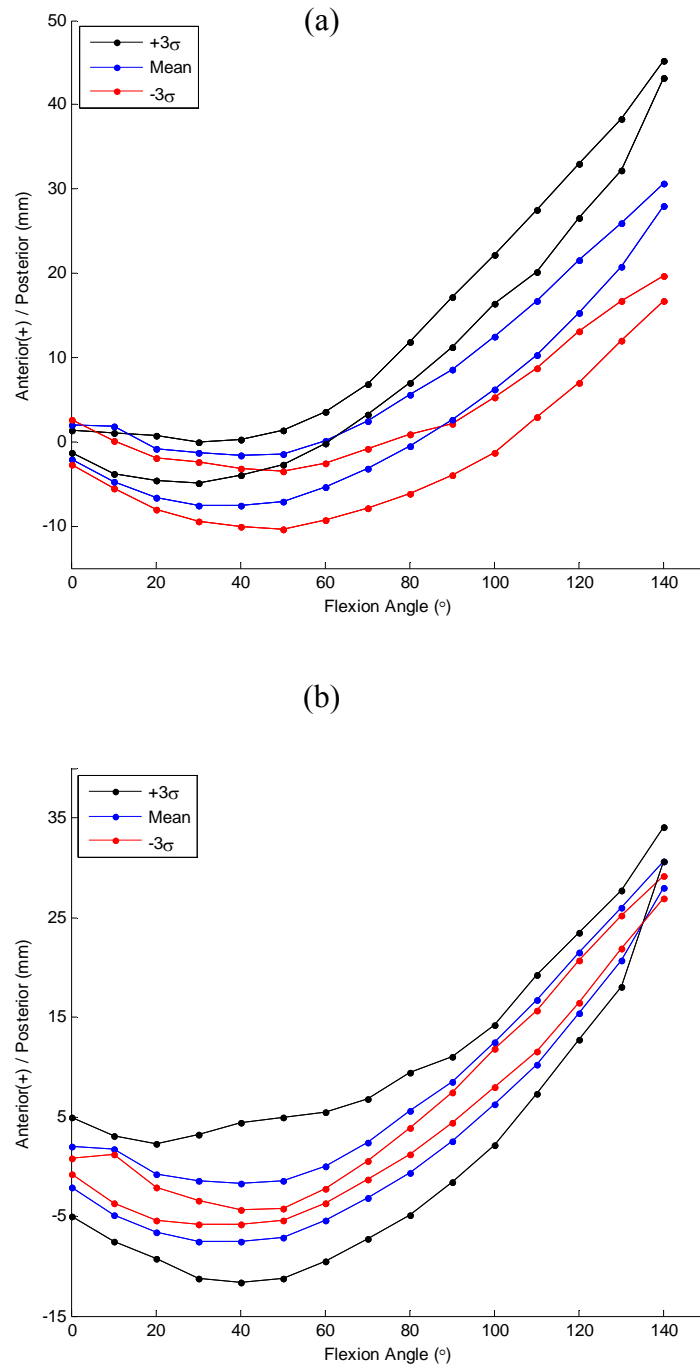 (a)
50
+3σ
Mean
-3σ
40
30
20
10
0
-10
Anterior(+) / Posterior (mm)
0 20 40 60 80 100 120 140
Flexion Angle (°)
(b)
+3σ
Mean
-3σ
35
25
15
5
-5
-15
Anterior(+) / Posterior (mm)
0 20 40 60 80 100 120 140
Flexion Angle (°)